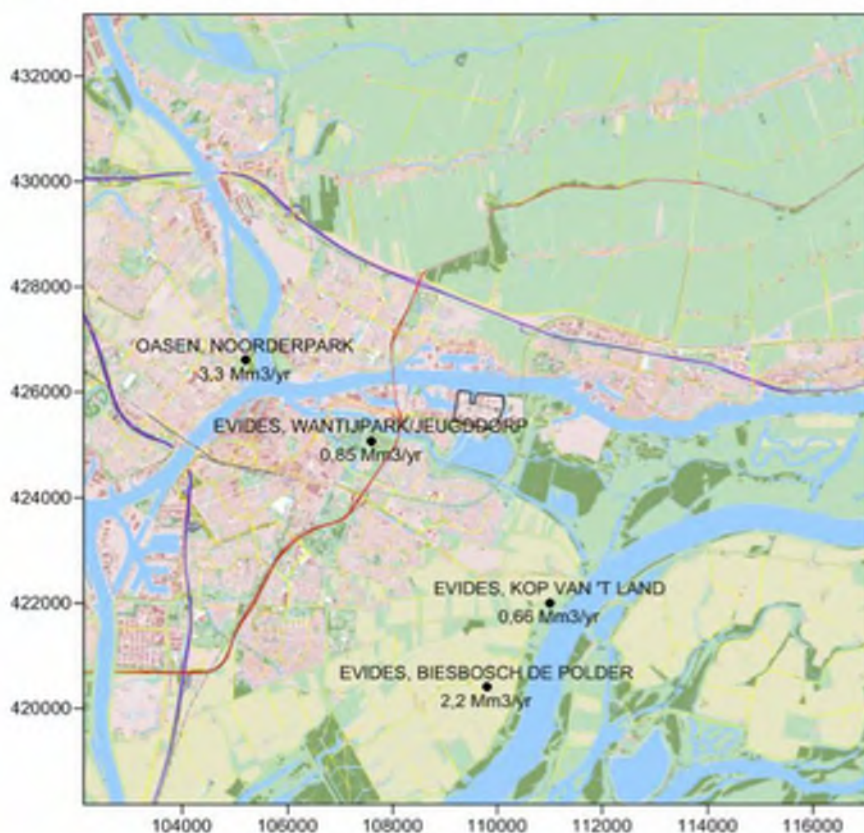 432000
430000
428000
OASEN, NOORDERPARK
3,3 Mm3/yr
426000
EVIDES, WANTIJPARK/JEUGDDORP
0,85 Mm3/yr
424000
EVIDES, KOP VAN 'T LAND
0,66 Mm3/yr
422000
EVIDES, BIESBOSCH DE POLDER
2,2 Mm3/yr
420000
104000 106000 108000 110000 112000 114000 116000